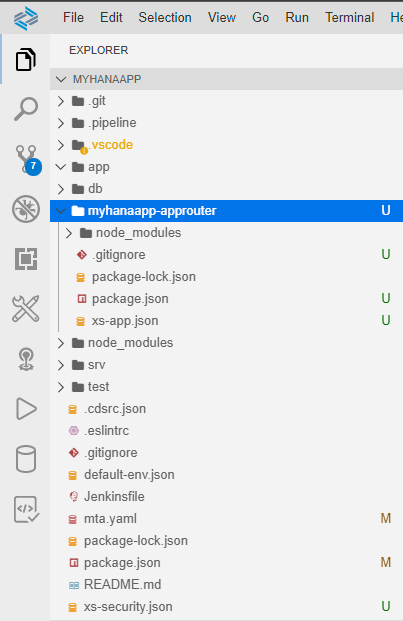 File Edit Selection View Go Run Terminal He
EXPLORER
MYHANAAPP
.git
.pipeline
.vscode
app
db
myhanaapp-approuter U
node_modules
.gitignore U
package-lock.json
package.json U
xs-app.json U
node_modules
srv
test
.cdsrc.json
.eslintrc
.gitignore
default-env.json
Jenkinsfile
mta.yaml M
package-lock.json
package.json M
README.md
xs-security.json U
7